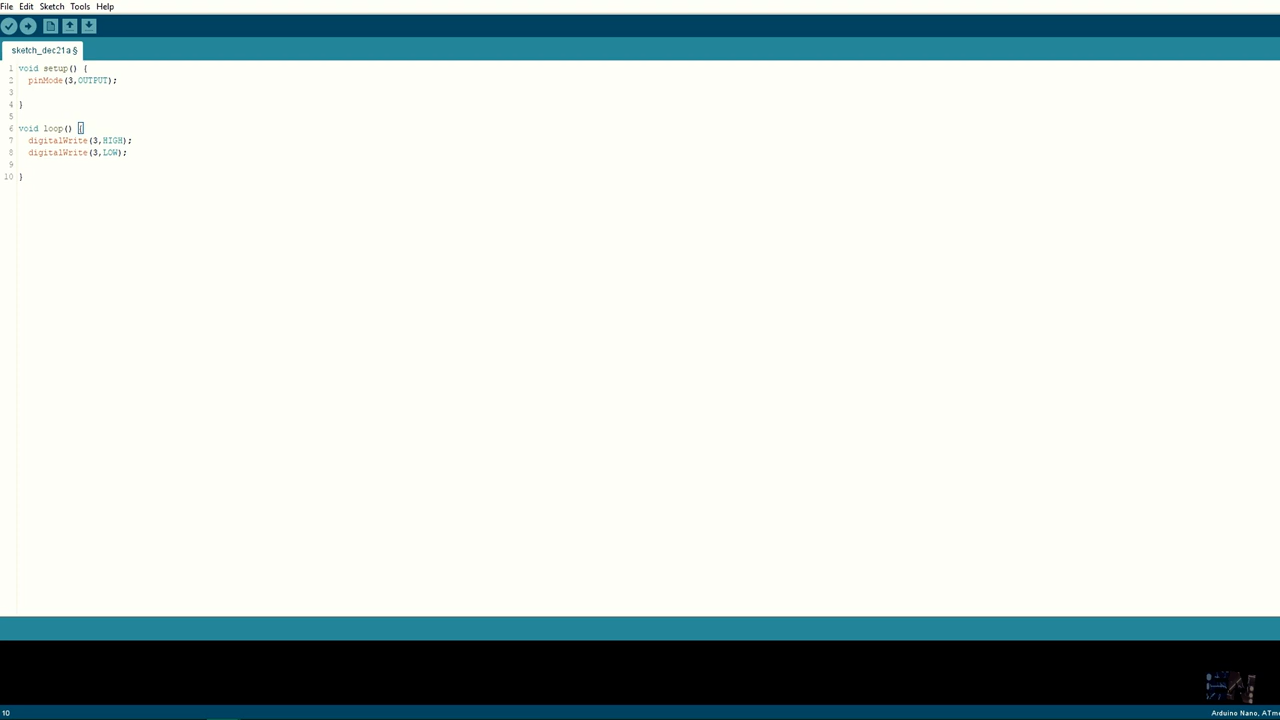 File Edit Sketch Tools Help
sketch_dec21a §
1 void setup() {
2 pinMode(3,OUTPUT);
3
4 }
5
6 void loop() {
7 digitalWrite(3,HIGH);
8 digitalWrite(3,LOW);
9
10 }
10
Arduino Nano, ATm